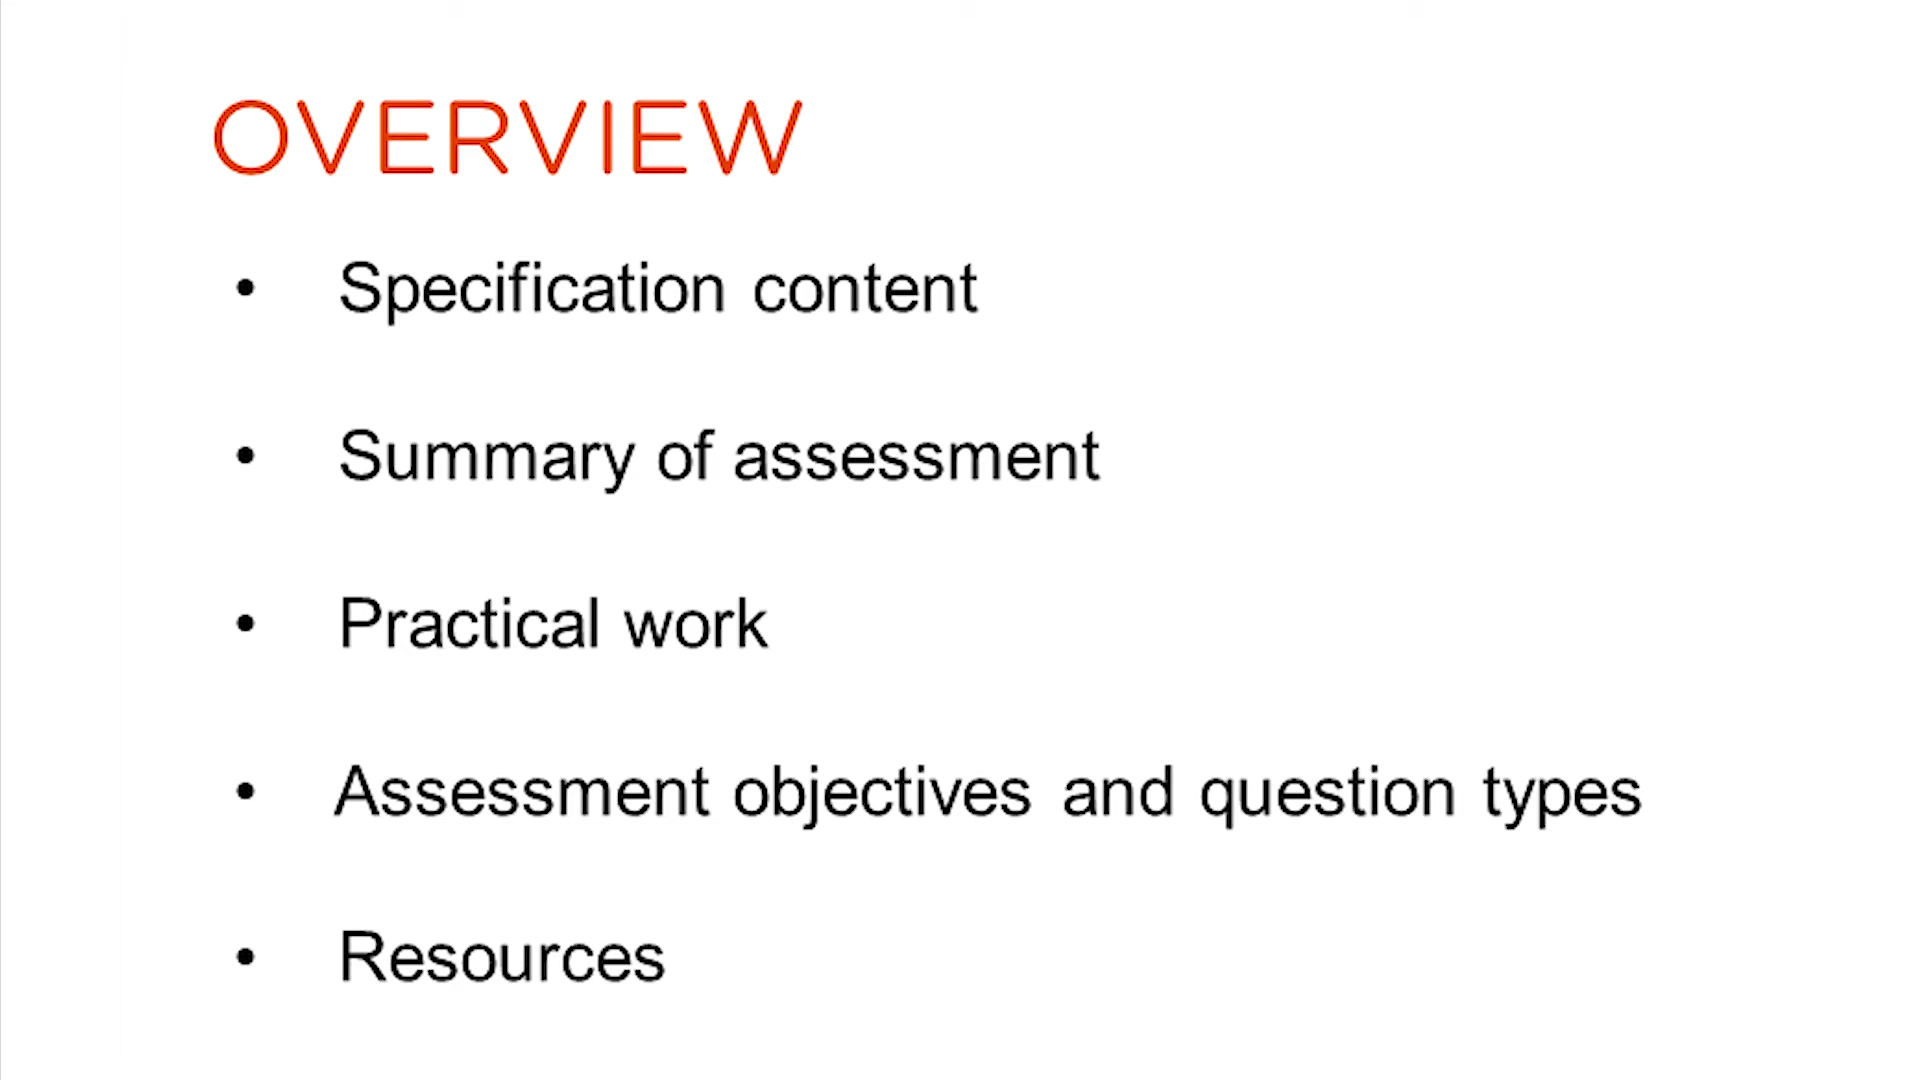 OVERVIEW
• Specification content
• Summary of assessment
• Practical work
• Assessment objectives and question types
• Resources